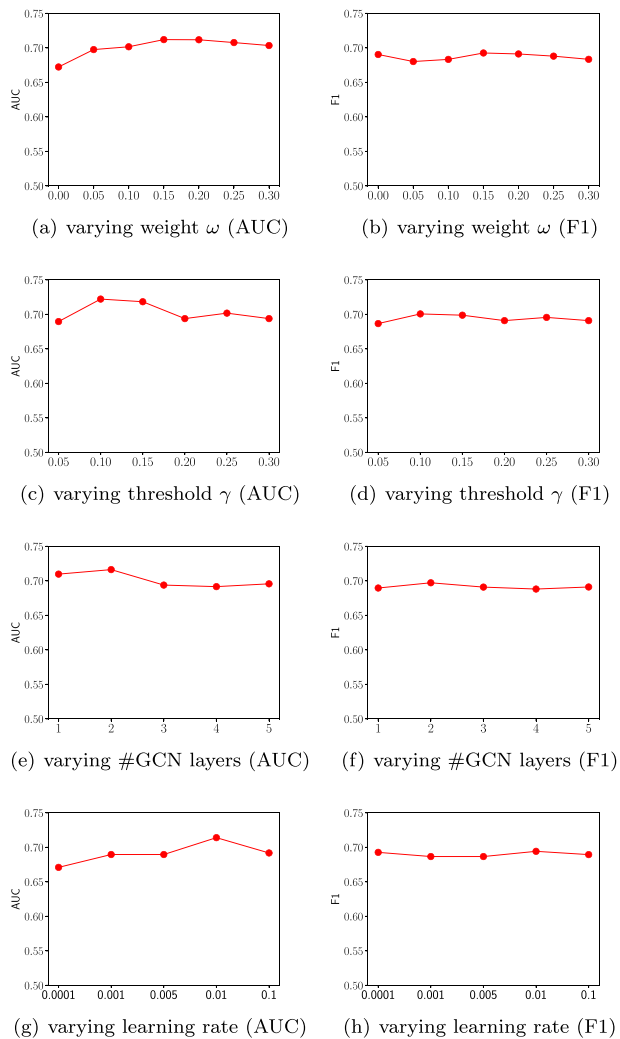 0.75
0.70
0.65
0.60
0.55
0.50
AUC
0.00 0.05 0.10 0.15 0.20 0.25 0.30
(a) varying weight ω (AUC)
0.75
0.70
0.65
0.60
0.55
0.50
F1
0.00 0.05 0.10 0.15 0.20 0.25 0.30
(b) varying weight ω (F1)
0.75
0.70
0.65
0.60
0.55
0.50
AUC
0.05 0.10 0.15 0.20 0.25 0.30
(c) varying threshold γ (AUC)
0.75
0.70
0.65
0.60
0.55
0.50
F1
0.05 0.10 0.15 0.20 0.25 0.30
(d) varying threshold γ (F1)
0.75
0.70
0.65
0.60
0.55
0.50
AUC
1 2 3 4 5
(e) varying #GCN layers (AUC)
0.75
0.70
0.65
0.60
0.55
0.50
F1
1 2 3 4 5
(f) varying #GCN layers (F1)
0.75
0.70
0.65
0.60
0.55
0.50
AUC
0.0001 0.001 0.005 0.01 0.1
(g) varying learning rate (AUC)
0.75
0.70
0.65
0.60
0.55
0.50
F1
0.0001 0.001 0.005 0.01 0.1
(h) varying learning rate (F1)